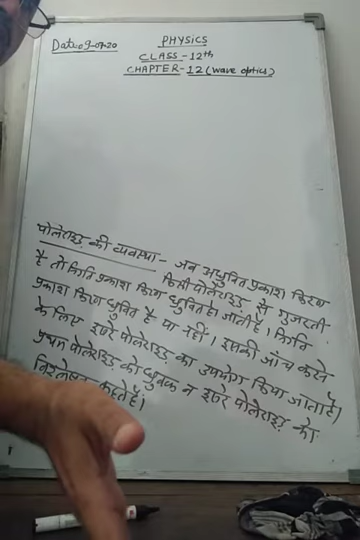 Date:09-07-20
PHYSICS
CLASS-12th
CHAPTER-12 (wave optics)
पोलेराइड की व्यवस्था - जब अध्रुवित प्रकाश किरण
किसी पोलेराइड से गुजरती
है तो निर्गत प्रकाश किरण ध्रुवित हो जाती है। निर्गत
प्रकाश किरण ध्रुवित है या नहीं। इसकी जाँच करने
के लिए दूसरे पोलेराइड का उपयोग किया जाता है।
प्रथम पोलेराइड को ध्रुवक न दूसरे पोलेराइड को
विश्लेषक कहते हैं।